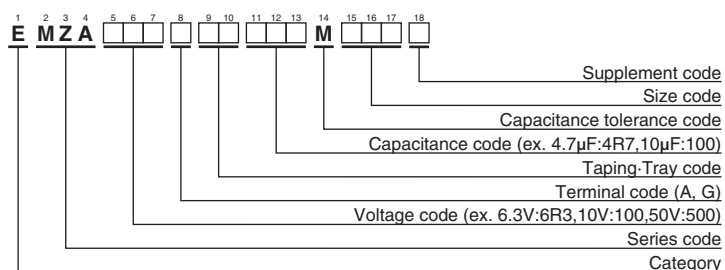 1 2 3 4 5 6 7 8 9 10 11 12 13 14 15 16 17 18
E M Z A □ □ □ □ □ □ □ □ □ M □ □ □ □
Supplement code
Size code
Capacitance tolerance code
Capacitance code (ex. 4.7μF:4R7,10μF:100)
Taping·Tray code
Terminal code (A, G)
Voltage code (ex. 6.3V:6R3,10V:100,50V:500)
Series code
Category